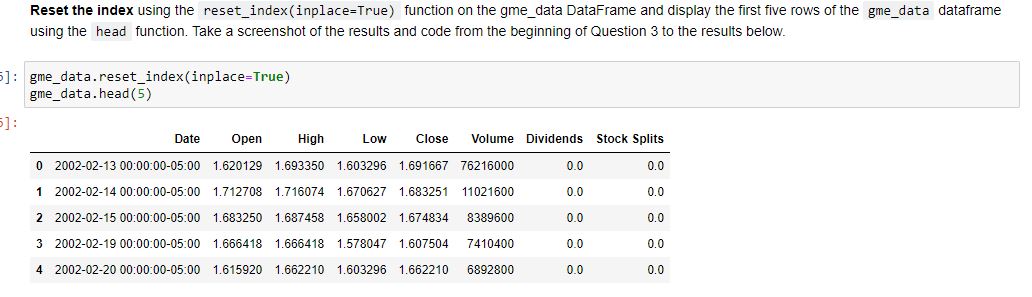 Reset the index using the reset_index(inplace=True) function on the gme_data DataFrame and display the first five rows of the gme_data dataframe
using the head function. Take a screenshot of the results and code from the beginning of Question 3 to the results below.
5]: gme_data.reset_index(inplace=True)
gme_data.head(5)
5]:
Date Open High Low Close Volume Dividends Stock Splits
0 2002-02-13 00:00:00-05:00 1.620129 1.693350 1.603296 1.691667 76216000 0.0 0.0
1 2002-02-14 00:00:00-05:00 1.712708 1.716074 1.670627 1.683251 11021600 0.0 0.0
2 2002-02-15 00:00:00-05:00 1.683250 1.687458 1.658002 1.674834 8389600 0.0 0.0
3 2002-02-19 00:00:00-05:00 1.666418 1.666418 1.578047 1.607504 7410400 0.0 0.0
4 2002-02-20 00:00:00-05:00 1.615920 1.662210 1.603296 1.662210 6892800 0.0 0.0